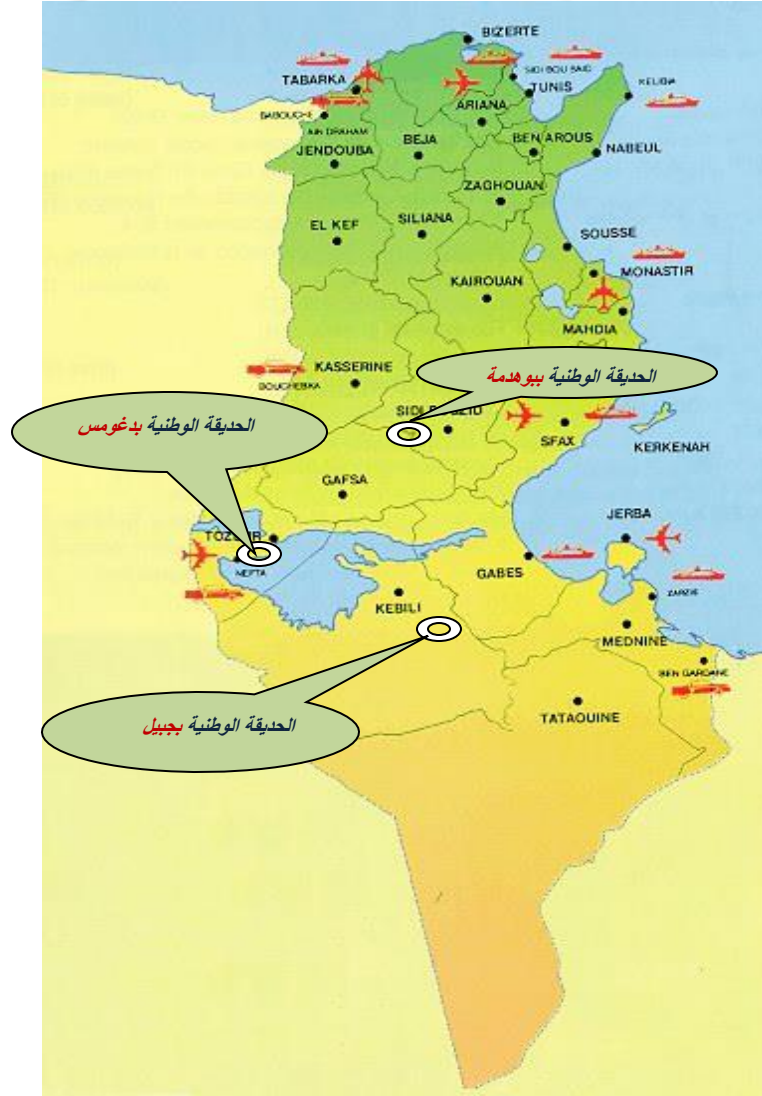 BIZERTE
SIDI BOU SAID
TABARKA
TUNIS
KELIBIA
ARIANA
BABOUCHE
AIN DRAHAM
BEJA
BEN AROUS
JENDOUBA
NABEUL
ZAGHOUAN
EL KEF
SILIANA
SOUSSE
KAIROUAN
MONASTIR
MAHDIA
KASSERINE
الحديقة الوطنية ببوهدمة
BOUCHEBKA
الحديقة الوطنية بدغومس
SFAX
KERKENAH
GAFSA
JERBA
NEFTA
GABES
KEBILI
ZARZIS
MEDNINE
BEN GARDANE
الحديقة الوطنية بجبيل
TATAOUINE